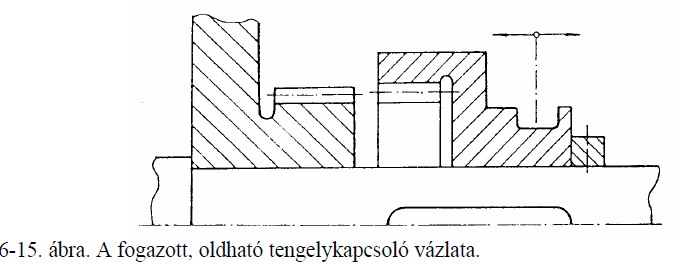 6-15. ábra. A fogazott, oldható tengelykapcsoló vázlata.